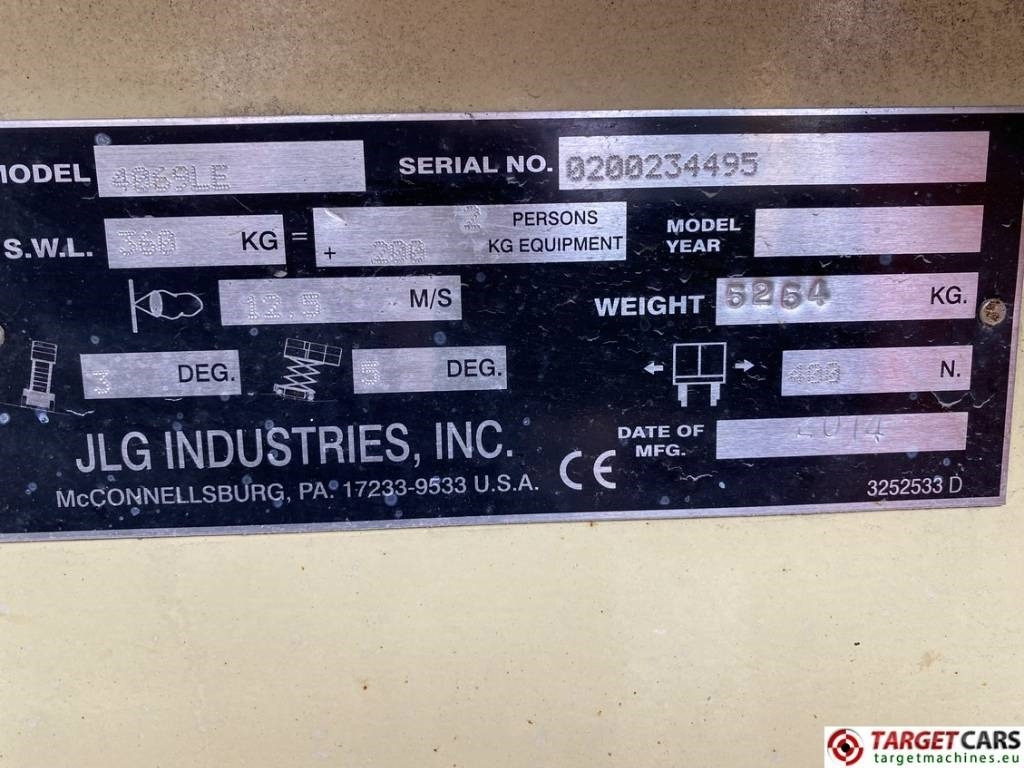 MODEL 4069LE SERIAL NO. 0200234495
S.W.L. 360 KG = 2 PERSONS + 200 KG EQUIPMENT MODEL YEAR
12.5 M/S WEIGHT 5264 KG.
3 DEG. 5 DEG. 400 N.
JLG INDUSTRIES, INC. DATE OF MFG. 2014
McCONNELLSBURG, PA. 17233-9533 U.S.A. CE 3252533 D
TARGETCARS
targetmachines.eu